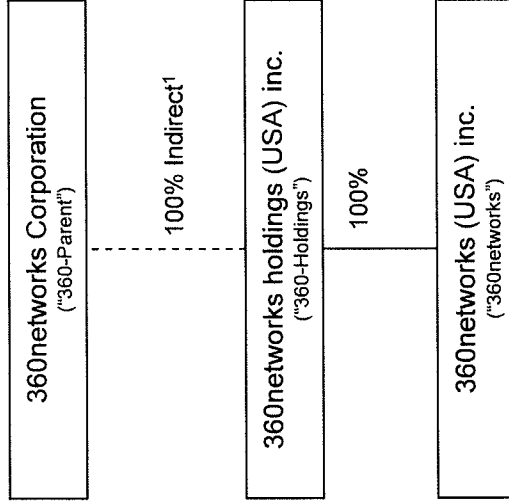 360networks Corporation
("360-Parent")
100% Indirect¹
360networks holdings (USA) inc.
("360-Holdings")
100%
360networks (USA) inc.
("360networks")